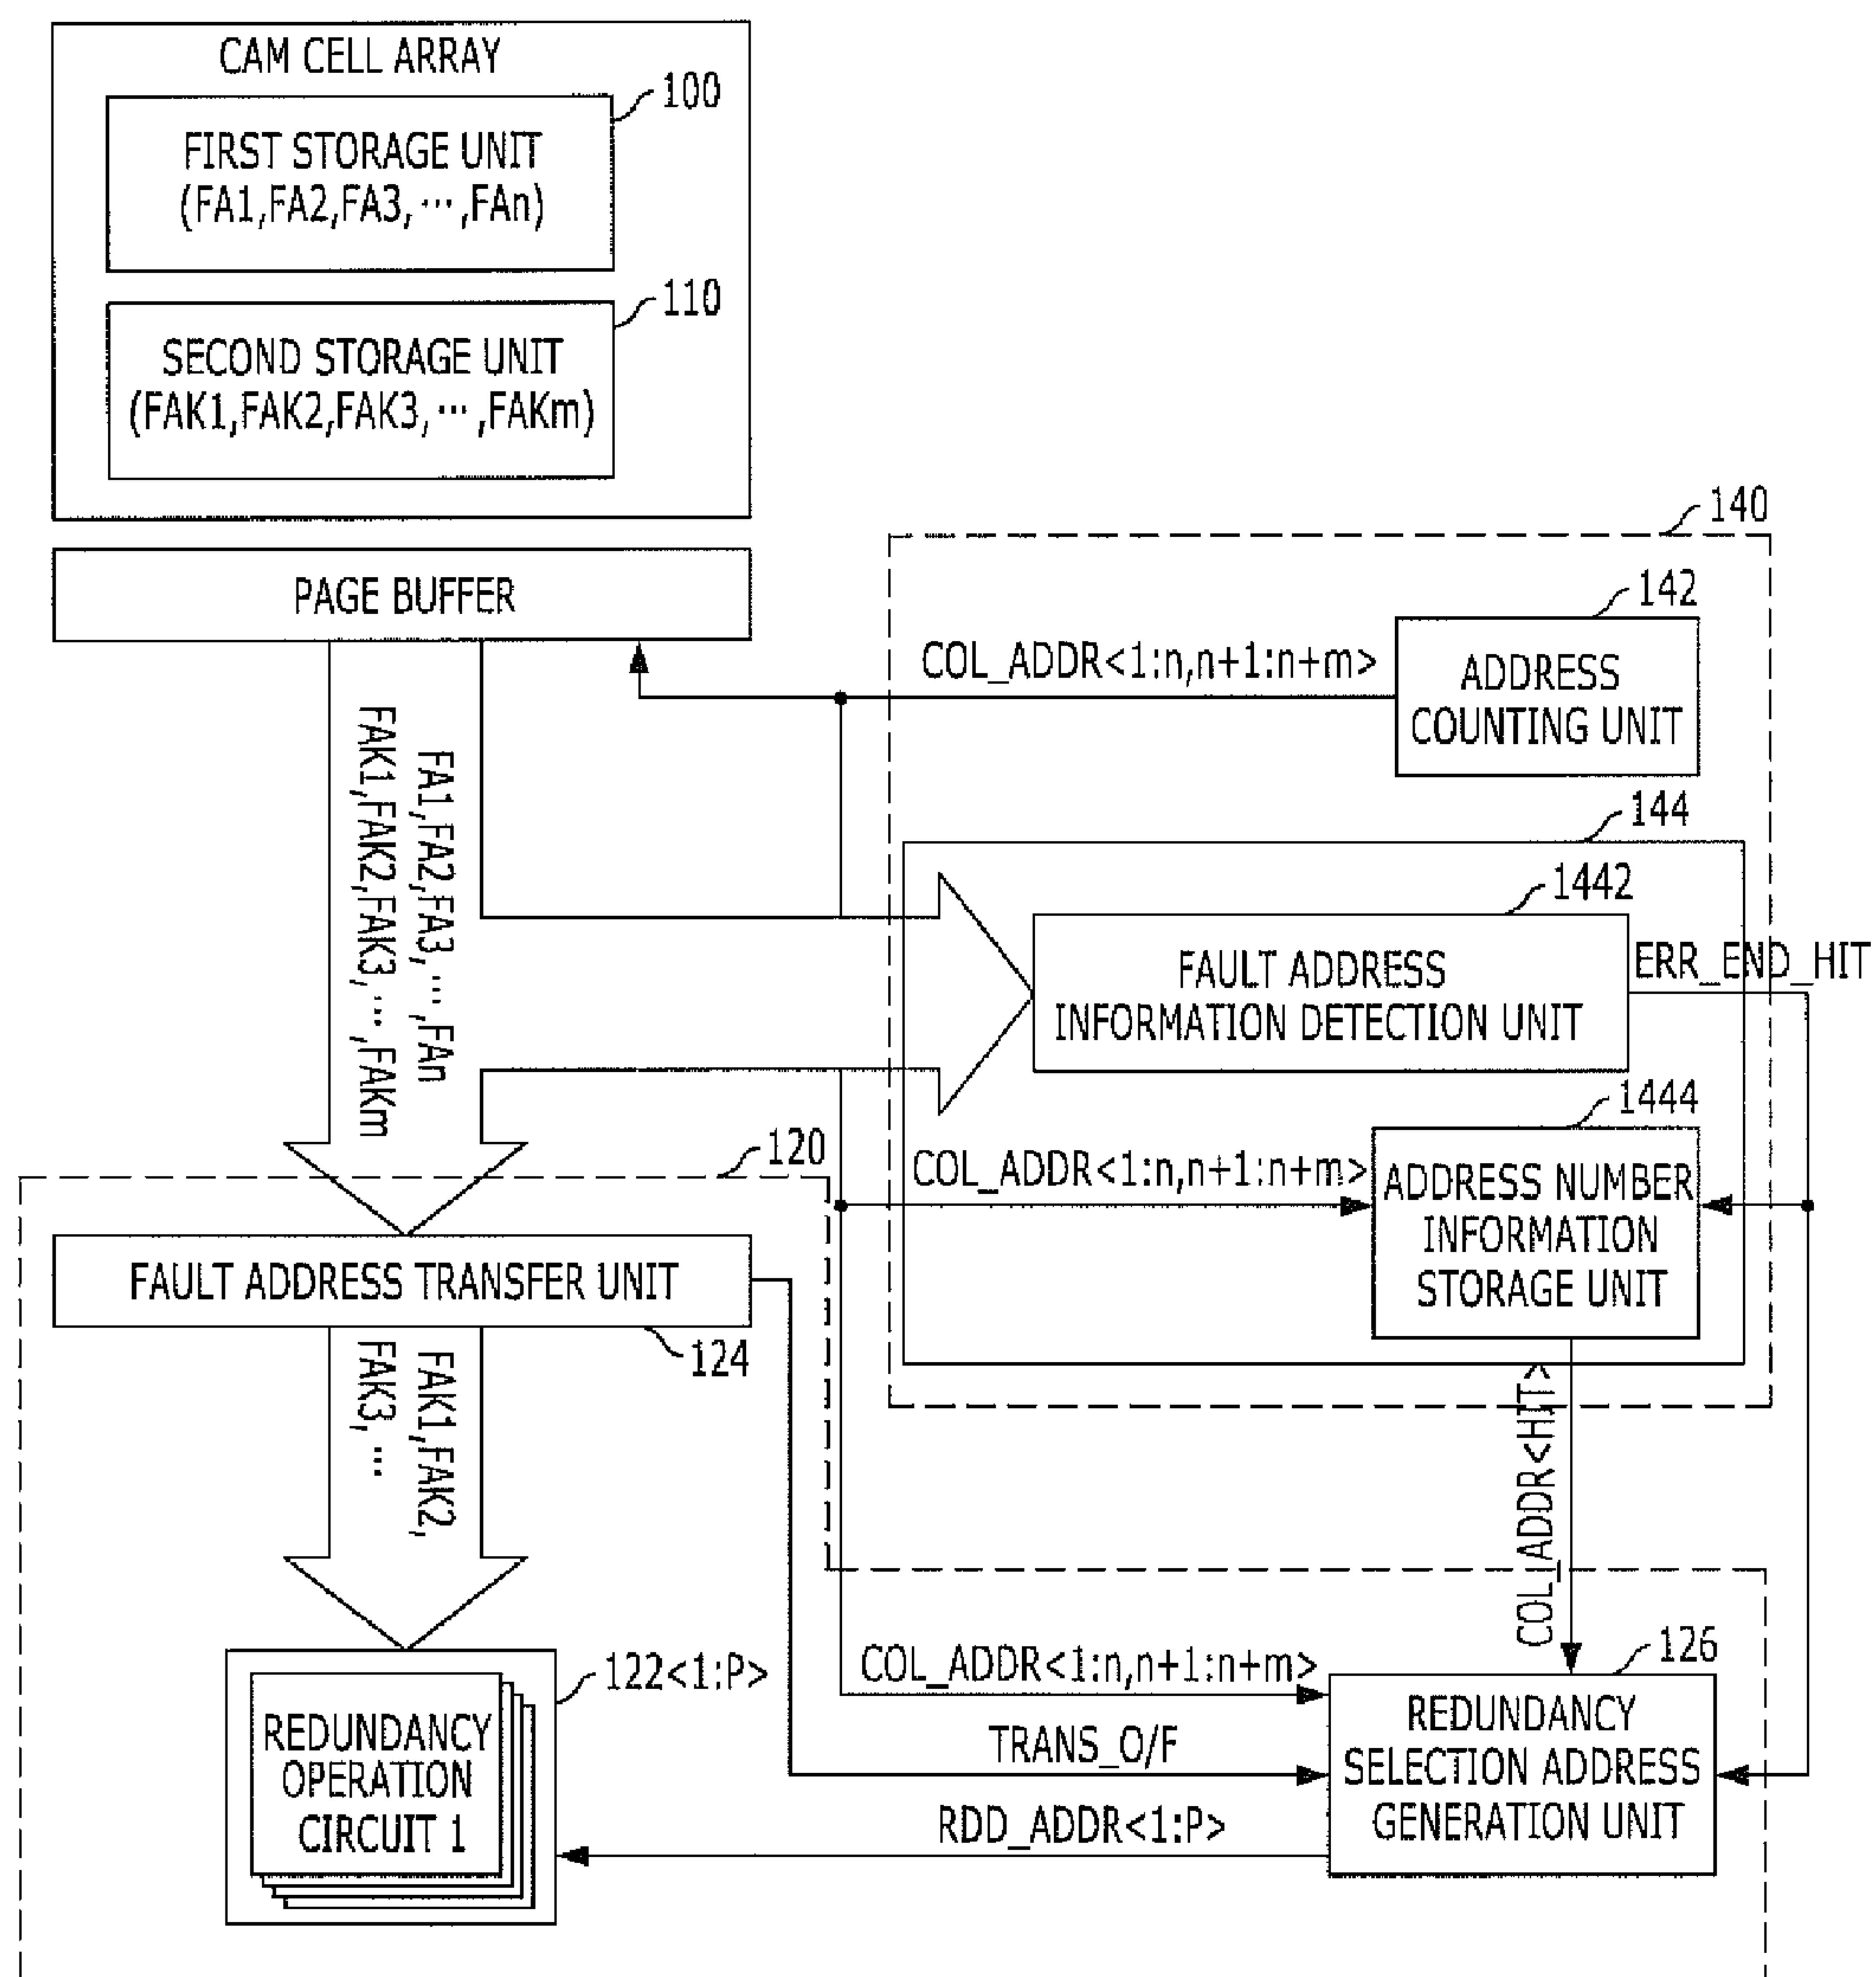 CAM CELL ARRAY
100
FIRST STORAGE UNIT
(FA1,FA2,FA3,⋯,FAn)
110
SECOND STORAGE UNIT
(FAK1,FAK2,FAK3,⋯,FAKm)
PAGE BUFFER
140
142
COL_ADDR<1:n,n+1:n+m>
ADDRESS
COUNTING UNIT
FA1,FA2,FA3,⋯,FAn
FAK1,FAK2,FAK3,⋯,FAKm
144
1442
FAULT ADDRESS
INFORMATION DETECTION UNIT
ERR_END_HIT
1444
COL_ADDR<1:n,n+1:n+m>
ADDRESS NUMBER
INFORMATION
STORAGE UNIT
120
FAULT ADDRESS TRANSFER UNIT
124
FAK1,FAK2,
FAK3,⋯
COL_ADDR<HIT>
122<1:P>
REDUNDANCY
OPERATION
CIRCUIT 1
COL_ADDR<1:n,n+1:n+m>
TRANS_O/F
RDD_ADDR<1:P>
126
REDUNDANCY
SELECTION ADDRESS
GENERATION UNIT